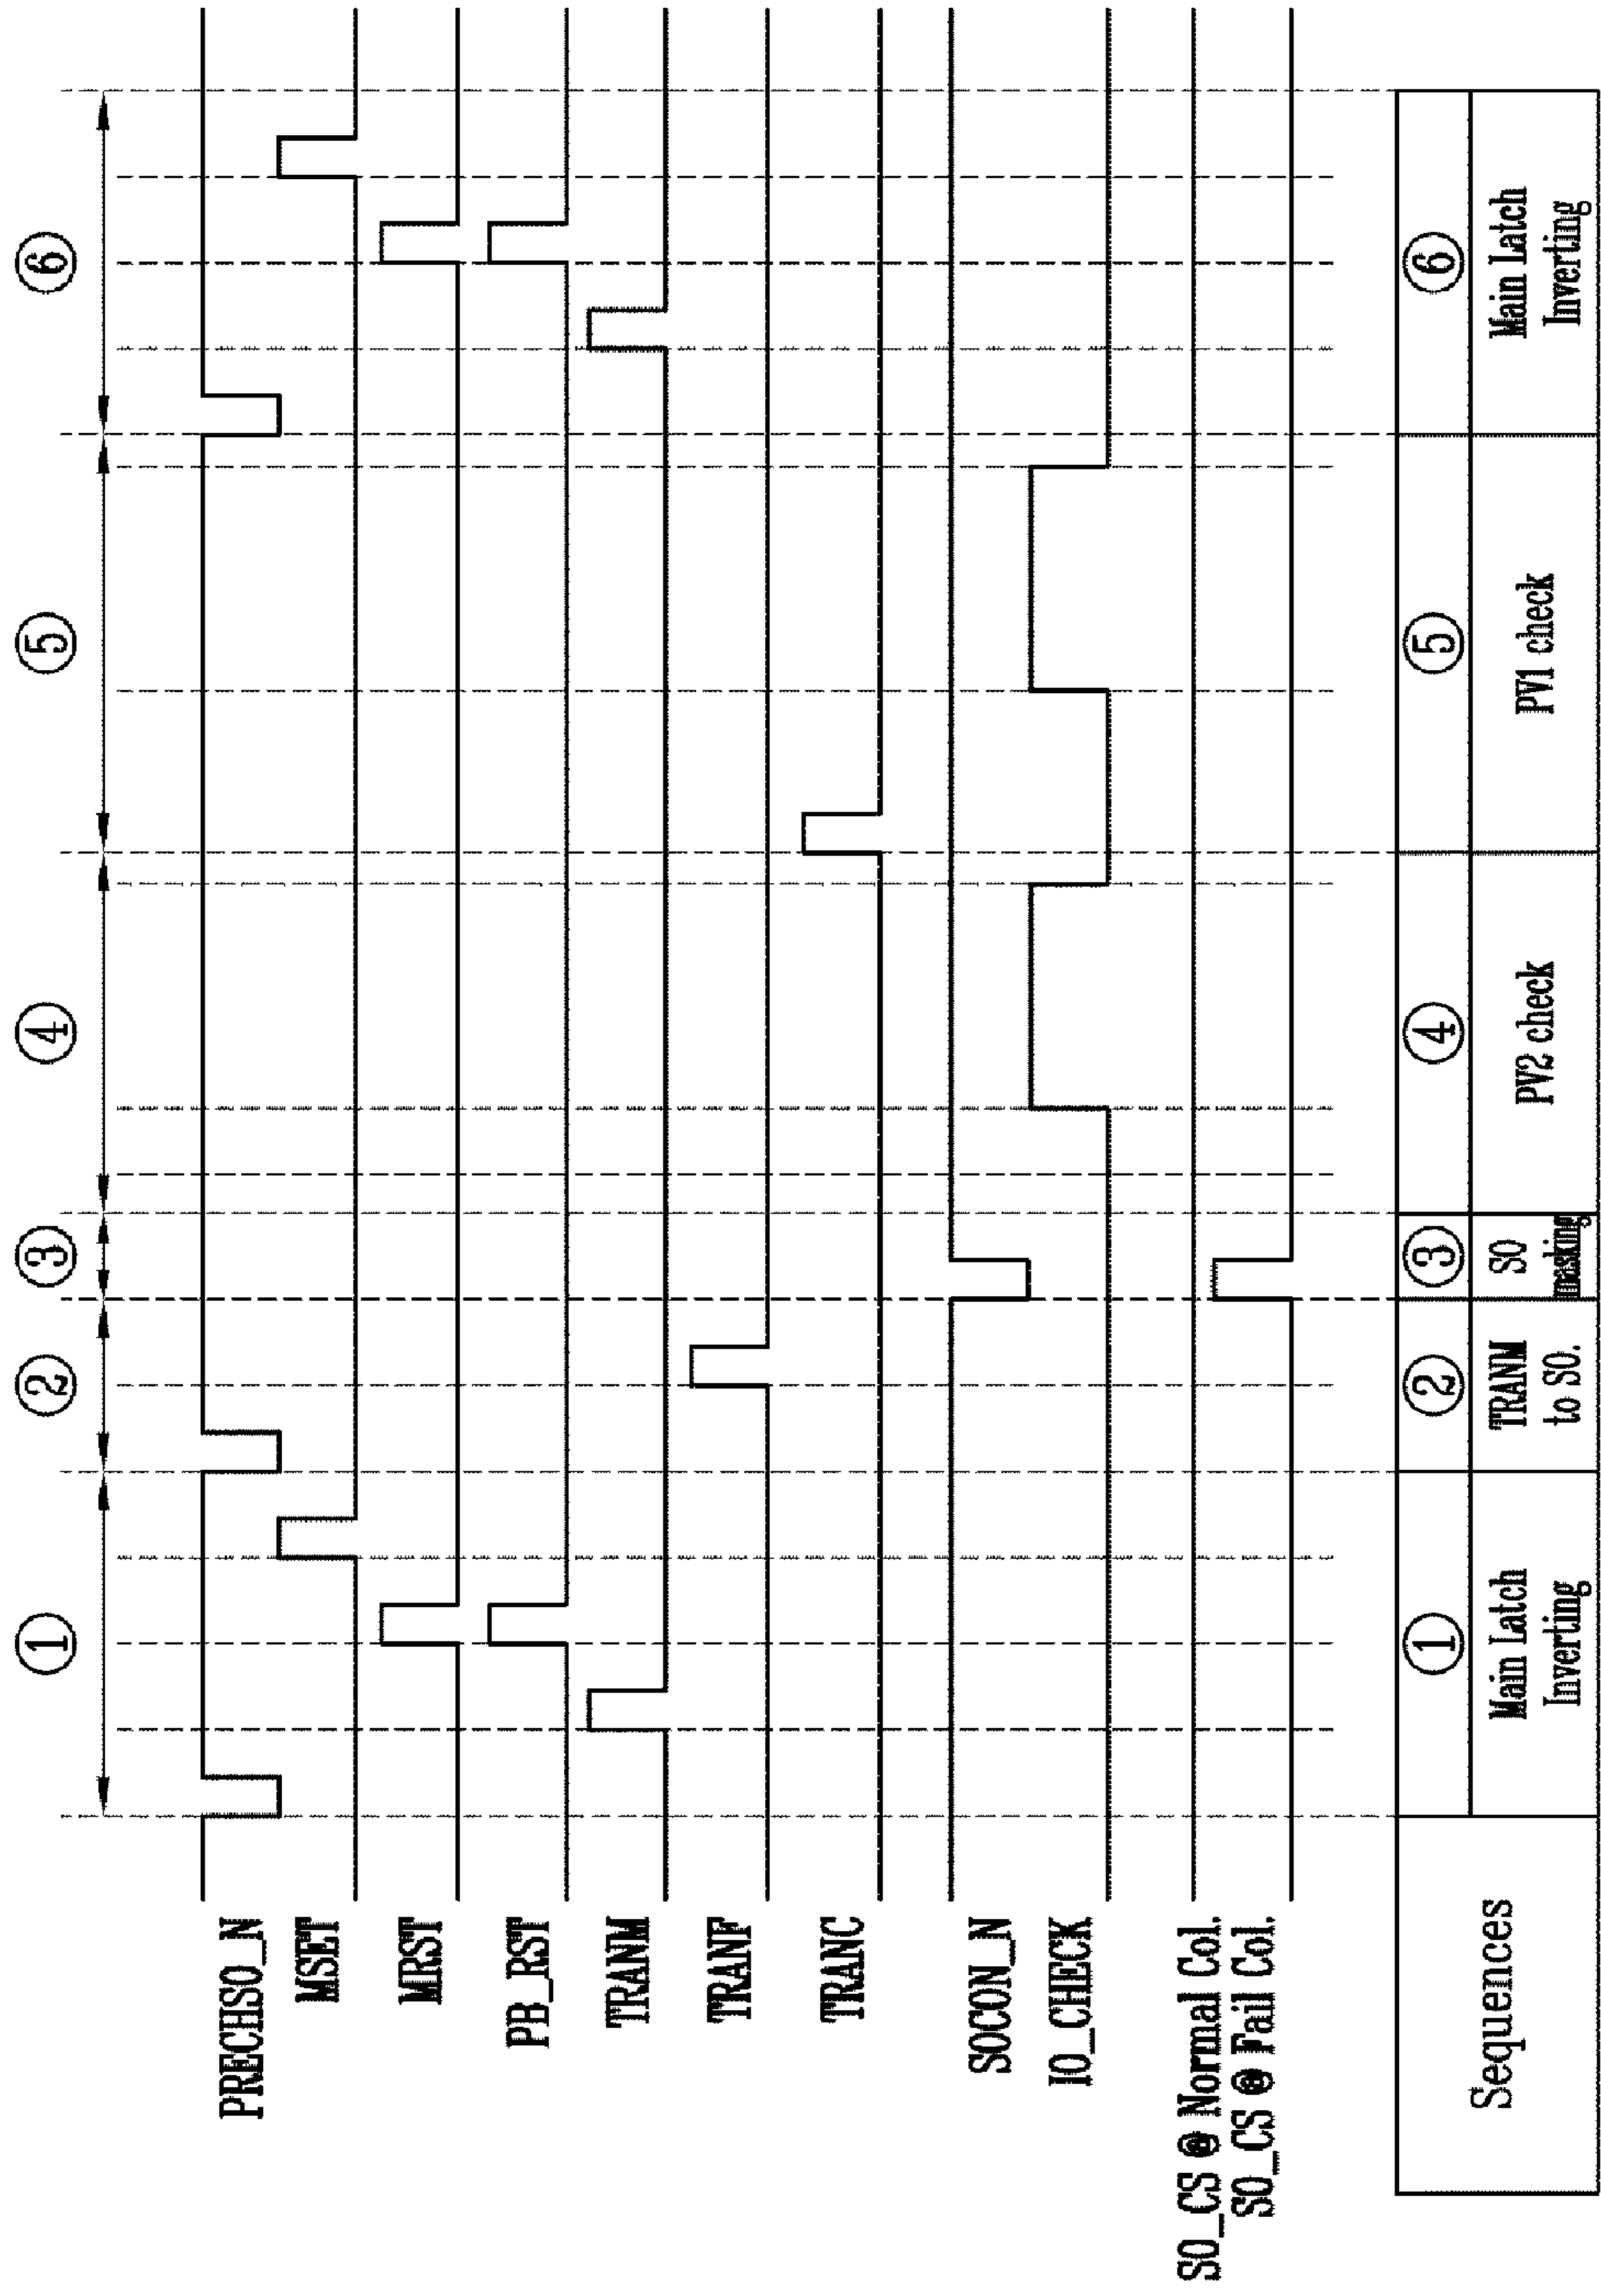 ① ② ③ ④ ⑤ ⑥
PRECHSO_N
MSET
MRST
PB_RST
TRANM
TRANF
TRANC
SOCON_N
IO_CHECK
SO_CS @ Normal Col.
SO_CS @ Fail Col.
Sequences
①
Main Latch
Inverting
②
TRANM
to SO.
③
SO
masking
④
PV2 check
⑤
PV1 check
⑥
Main Latch
Inverting